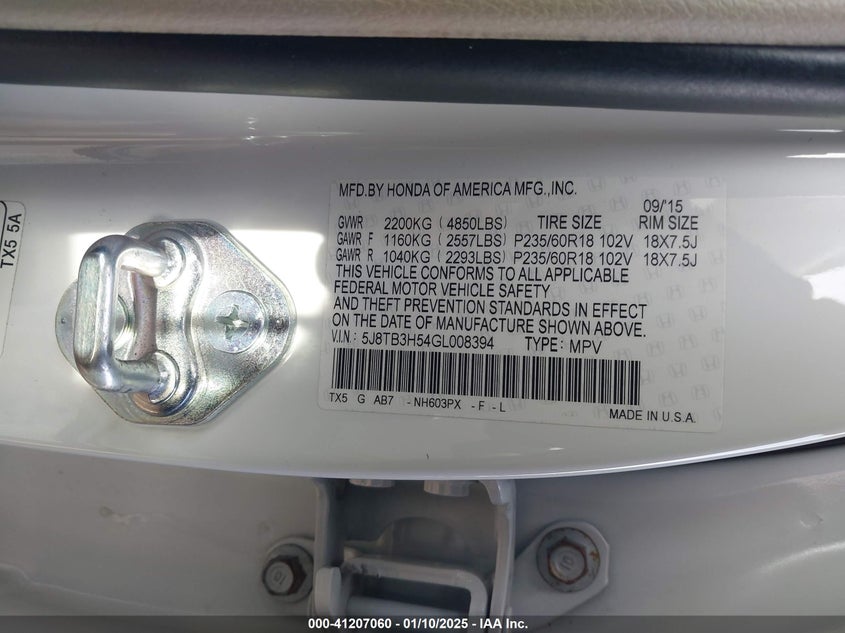 TX5 5A
MFD.BY HONDA OF AMERICA MFG.,INC.
09/'15
GVWR 2200KG (4850LBS) TIRE SIZE RIM SIZE
GAWR F 1160KG (2557LBS) P235/60R18 102V 18X7.5J
GAWR R 1040KG (2293LBS) P235/60R18 102V 18X7.5J
THIS VEHICLE CONFORMS TO ALL APPLICABLE
FEDERAL MOTOR VEHICLE SAFETY
AND THEFT PREVENTION STANDARDS IN EFFECT
ON THE DATE OF MANUFACTURE SHOWN ABOVE.
V.I.N. 5J8TB3H54GL008394 TYPE: MPV
TX5 G AB7 -NH603PX -F -L
MADE IN U.S.A.
10
10
000-41207060 — 01/10/2025 — IAA Inc.